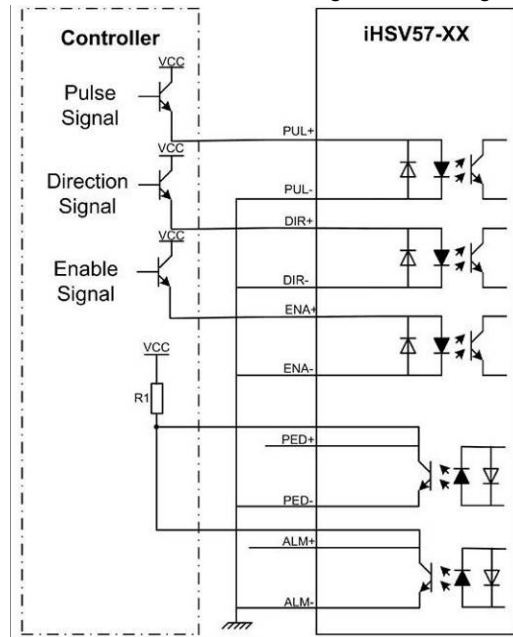 Controller
iHSV57-XX
VCC
Pulse
Signal
PUL+
VCC
Direction
Signal
PUL-
DIR+
VCC
Enable
Signal
DIR-
ENA+
VCC
R1
ENA-
PED+
PED-
ALM+
ALM-